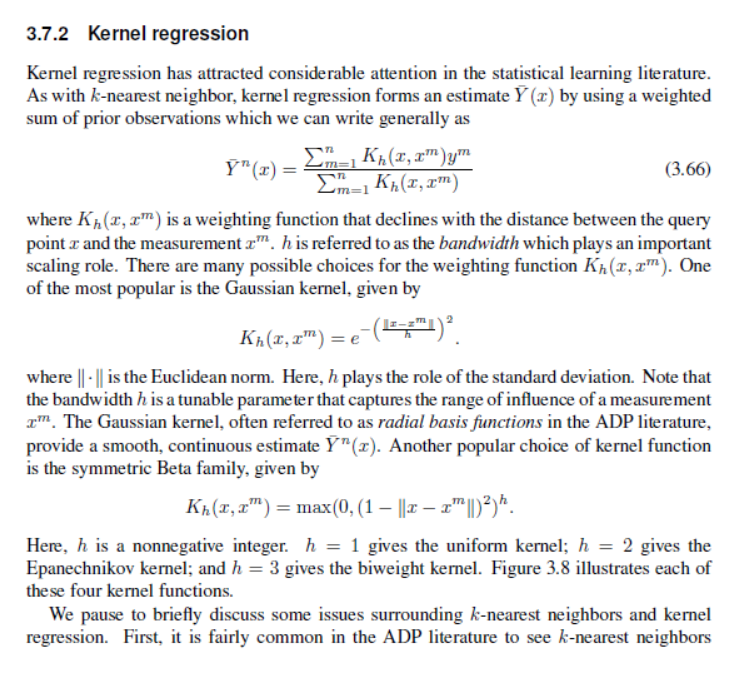 3.7.2 Kernel regression
Kernel regression has attracted considerable attention in the statistical learning literature.
As with k-nearest neighbor, kernel regression forms an estimate Ȳ(x) by using a weighted
sum of prior observations which we can write generally as
Ȳⁿ(x) = \frac{\sum_{m=1}^{n} K_h(x, x^m)y^m}{\sum_{m=1}^{n} K_h(x, x^m)} (3.66)
where K_h(x, x^m) is a weighting function that declines with the distance between the query
point x and the measurement x^m. h is referred to as the bandwidth which plays an important
scaling role. There are many possible choices for the weighting function K_h(x, x^m). One
of the most popular is the Gaussian kernel, given by
K_h(x, x^m) = e^{-\left(\frac{\|x-x^m\|}{h}\right)^2}.
where ‖·‖ is the Euclidean norm. Here, h plays the role of the standard deviation. Note that
the bandwidth h is a tunable parameter that captures the range of influence of a measurement
x^m. The Gaussian kernel, often referred to as radial basis functions in the ADP literature,
provide a smooth, continuous estimate Ȳⁿ(x). Another popular choice of kernel function
is the symmetric Beta family, given by
K_h(x, x^m) = max(0, (1 − ‖x − x^m‖)²)^h.
Here, h is a nonnegative integer. h = 1 gives the uniform kernel; h = 2 gives the
Epanechnikov kernel; and h = 3 gives the biweight kernel. Figure 3.8 illustrates each of
these four kernel functions.
We pause to briefly discuss some issues surrounding k-nearest neighbors and kernel
regression. First, it is fairly common in the ADP literature to see k-nearest neighbors